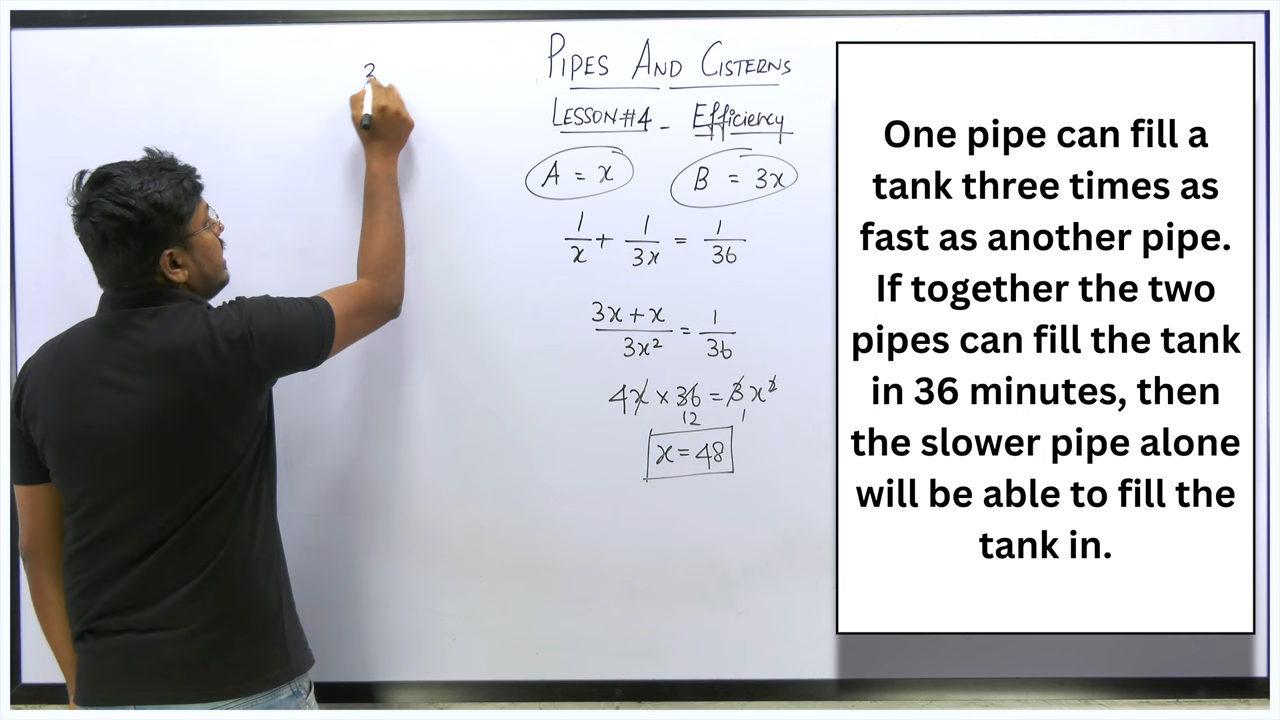 3
PIPES AND CISTERNS
LESSON#4 - Efficiency
A = x B = 3x
1/x + 1/3x = 1/36
3x + x/3x² = 1/36
4x × 36 = 3x²
12 1
x = 48
One pipe can fill a
tank three times as
fast as another pipe.
If together the two
pipes can fill the tank
in 36 minutes, then
the slower pipe alone
will be able to fill the
tank in.